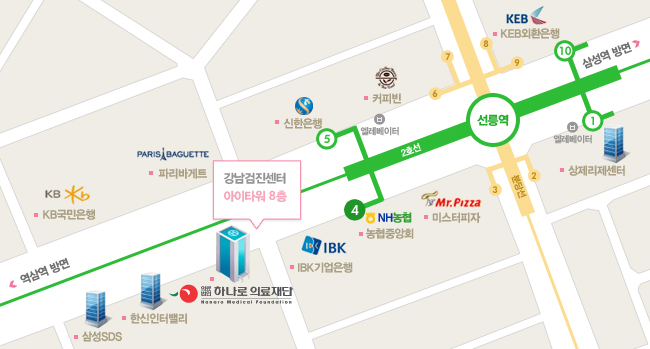 KEB
KEB외환은행
10
삼성역 방면
8
7
9
6
커피빈
신한은행
엘레베이터
선릉역
1
엘레베이터
5
2호선
상제리제센터
PARIS BAGUETTE
파리바게트
강남검진센터
아이타워 8층
분당선
3
2
KB
KB국민은행
4
NH농협
농협중앙회
Mr.Pizza
미스터피자
IBK
IBK기업은행
역삼역 방면
하나로 의료재단
Hanaro Medical Foundation
한신인터밸리
삼성SDS